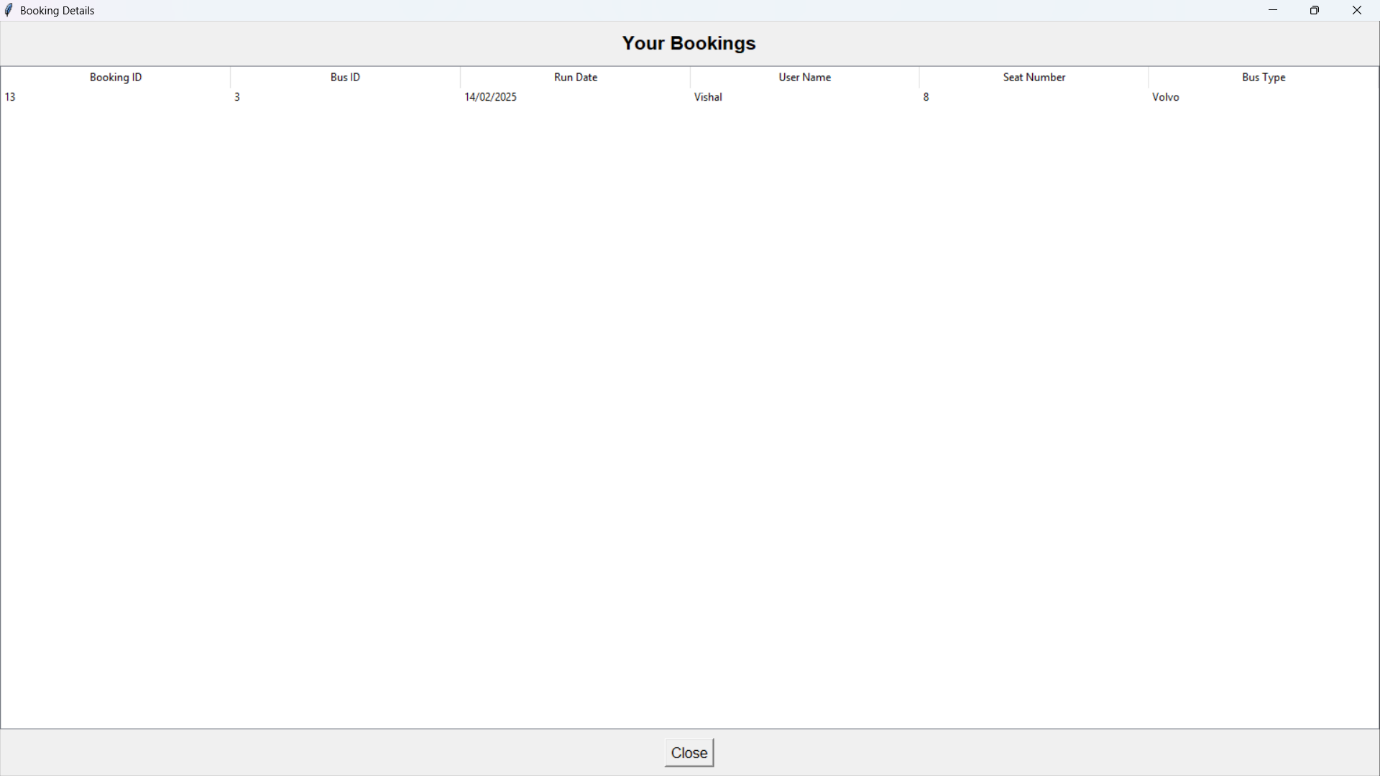 Booking Details
Your Bookings
Booking ID Bus ID Run Date User Name Seat Number Bus Type
13 3 14/02/2025 Vishal 8 Volvo
Close